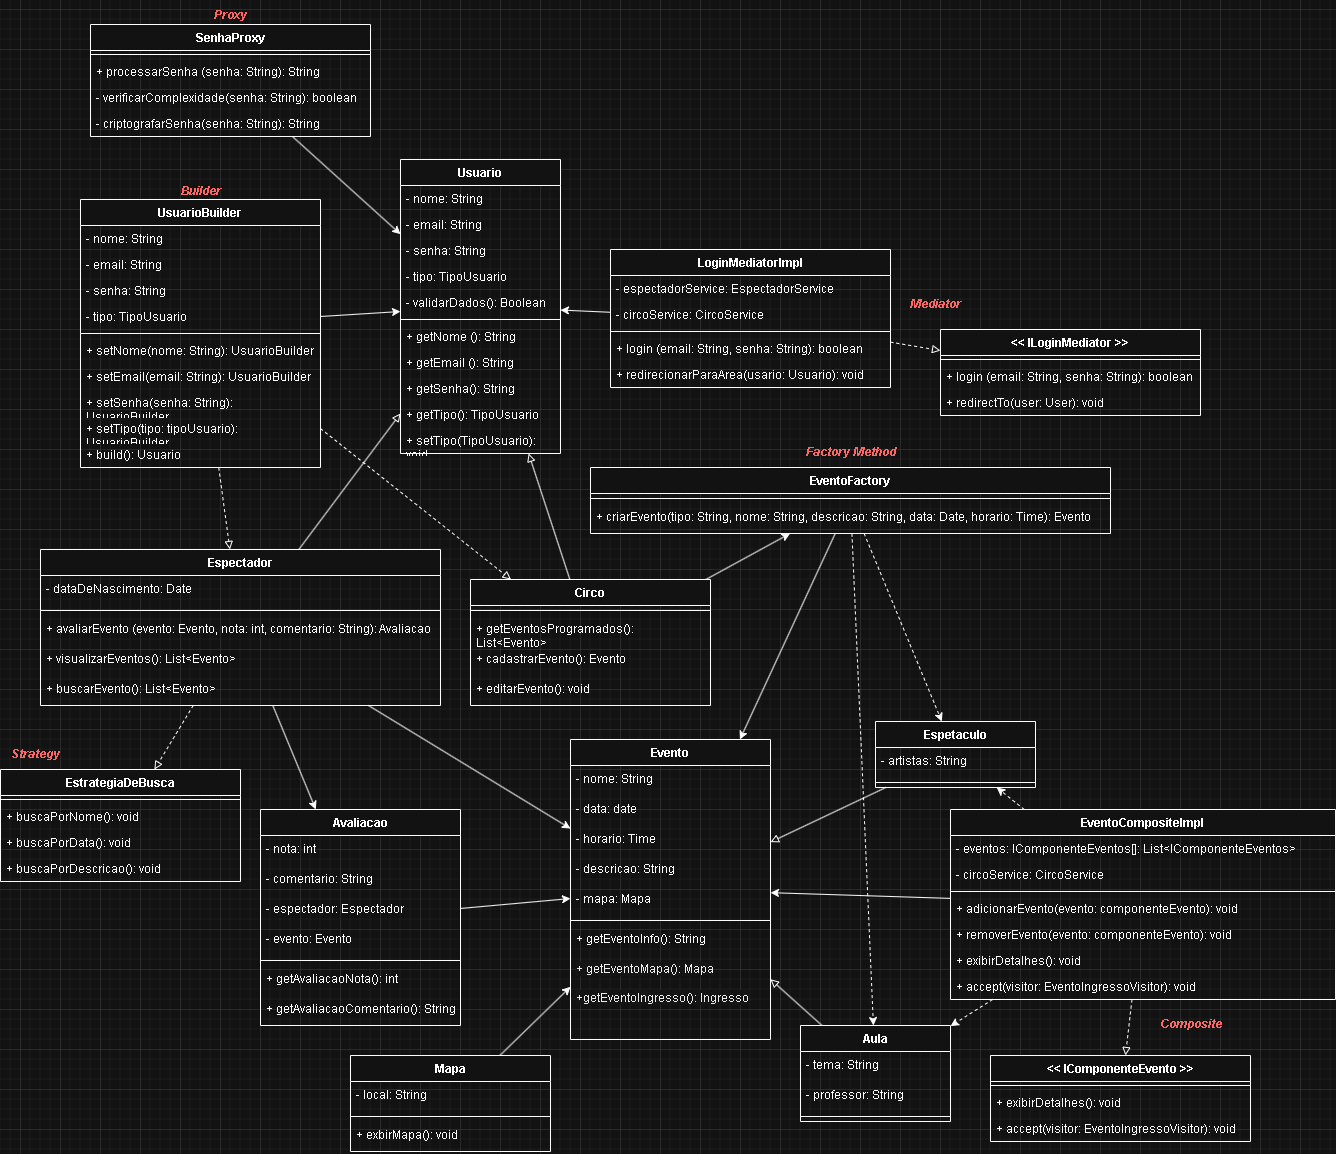 Proxy
SenhaProxy
+ processarSenha (senha: String): String
- verificarComplexidade(senha: String): boolean
- criptografarSenha(senha: String): String
Usuario
- nome: String
- email: String
- senha: String
- tipo: TipoUsuario
- validarDados(): Boolean
+ getNome (): String
+ getEmail (): String
+ getSenha(): String
+ getTipo(): TipoUsuario
+ setTipo(TipoUsuario):
void
Builder
UsuarioBuilder
- nome: String
- email: String
- senha: String
- tipo: TipoUsuario
+ setNome(nome: String): UsuarioBuilder
+ setEmail(email: String): UsuarioBuilder
+ setSenha(senha: String):
UsuarioBuilder
+ setTipo(tipo: tipoUsuario):
UsuarioBuilder
+ build(): Usuario
LoginMediatorImpl
- espectadorService: EspectadorService
- circoService: CircoService
+ login (email: String, senha: String): boolean
+ redirecionarParaArea(usario: Usuario): void
Mediator
<< ILoginMediator >>
+ login (email: String, senha: String): boolean
+ redirectTo(user: User): void
Factory Method
EventoFactory
+ criarEvento(tipo: String, nome: String, descricao: String, data: Date, horario: Time): Evento
Espectador
- dataDeNascimento: Date
+ avaliarEvento (evento: Evento, nota: int, comentario: String): Avaliacao
+ visualizarEventos(): List<Evento>
+ buscarEvento(): List<Evento>
Circo
+ getEventosProgramados():
List<Evento>
+ cadastrarEvento(): Evento
+ editarEvento(): void
Strategy
EstrategiaDeBusca
+ buscaPorNome(): void
+ buscaPorData(): void
+ buscaPorDescricao(): void
Avaliacao
- nota: int
- comentario: String
- espectador: Espectador
- evento: Evento
+ getAvaliacaoNota(): int
+ getAvaliacaoComentario(): String
Evento
- nome: String
- data: date
- horario: Time
- descricao: String
- mapa: Mapa
+ getEventoInfo(): String
+ getEventoMapa(): Mapa
+getEventoIngresso(): Ingresso
Espetaculo
- artistas: String
EventoCompositeImpl
- eventos: IComponenteEventos[]: List<IComponenteEventos>
- circoService: CircoService
+ adicionarEvento(evento: componenteEvento): void
+ removerEvento(evento: componenteEvento): void
+ exibirDetalhes(): void
+ accept(visitor: EventoIngressoVisitor): void
Composite
Aula
- tema: String
- professor: String
<< IComponenteEvento >>
+ exibirDetalhes(): void
+ accept(visitor: EventoIngressoVisitor): void
Mapa
- local: String
+ exbirMapa(): void